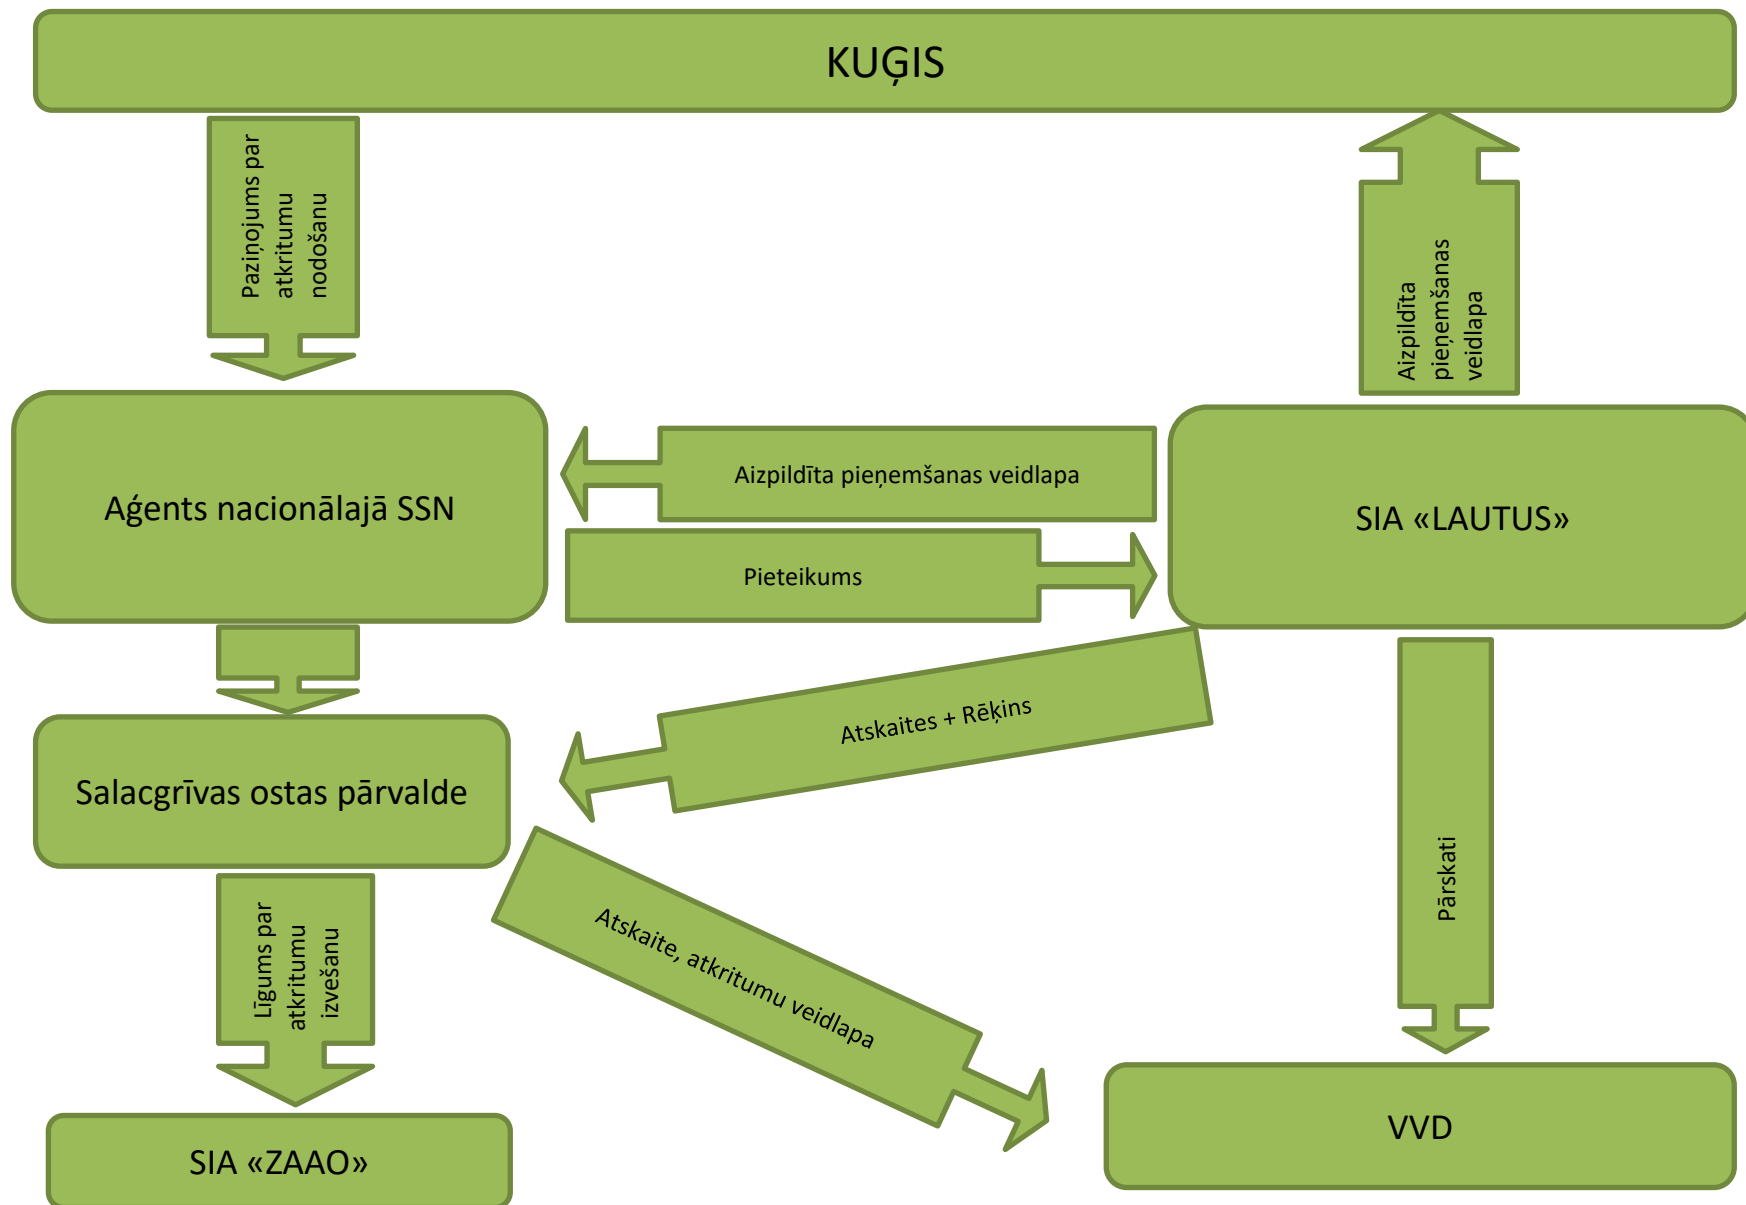 KUĢIS
Paziņojums par
atkritumu
nodošanu
Aizpildīta
pieņemšanas
veidlapa
Aģents nacionālajā SSN
Aizpildīta pieņemšanas veidlapa
Pieteikums
SIA «LAUTUS»
Atskaites + Rēķins
Salacgrīvas ostas pārvalde
Pārskati
Līgums par
atkritumu
izvešanu
Atskaite, atkritumu veidlapa
SIA «ZAAO»
VVD